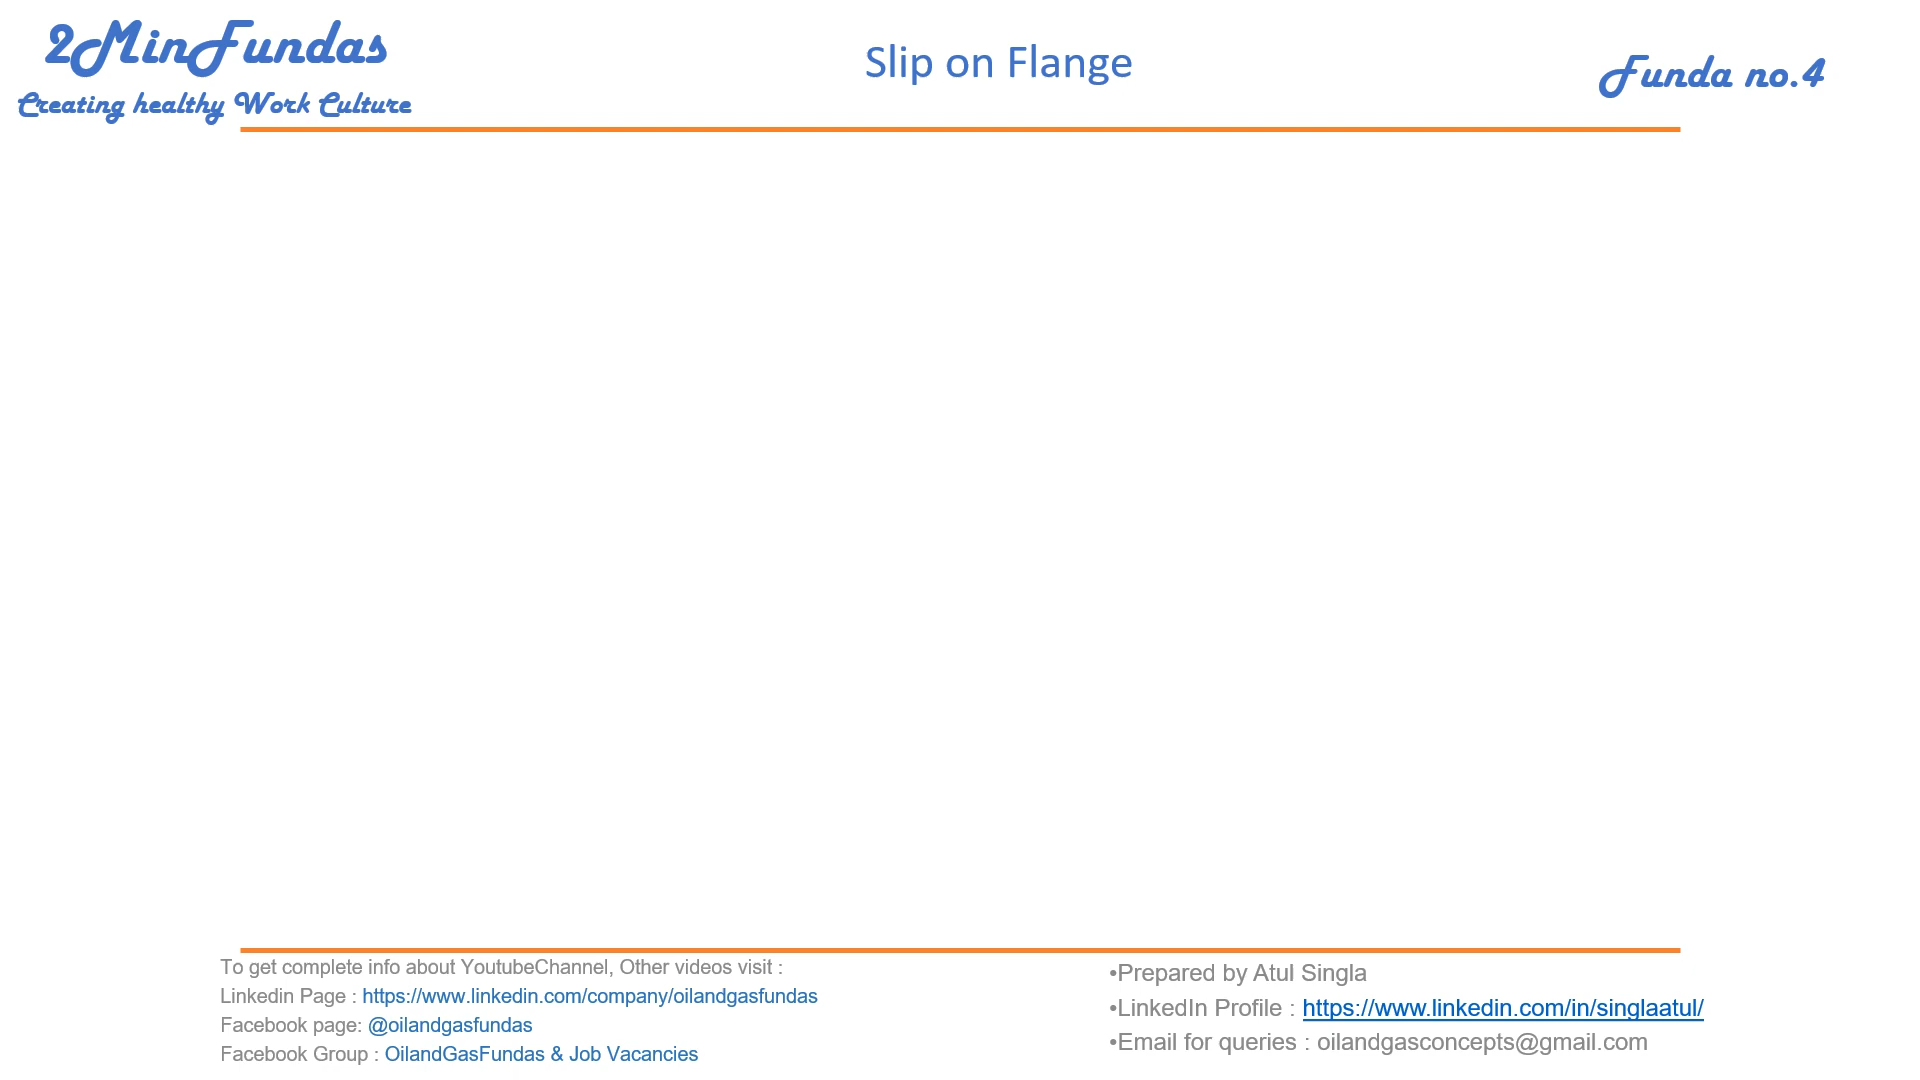 2MinFundas
Creating healthy Work Culture
Slip on Flange
Funda no.4
To get complete info about YoutubeChannel, Other videos visit :
Linkedin Page : https://www.linkedin.com/company/oilandgasfundas
Facebook page: @oilandgasfundas
Facebook Group : OilandGasFundas & Job Vacancies
•Prepared by Atul Singla
•LinkedIn Profile : https://www.linkedin.com/in/singlaatul/
•Email for queries : oilandgasconcepts@gmail.com